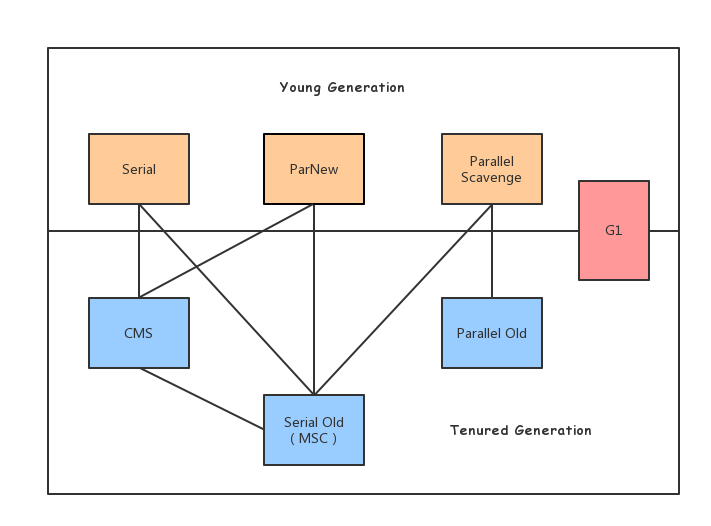 Young Generation
Serial
ParNew
Parallel
Scavenge
G1
CMS
Parallel Old
Serial Old
( MSC )
Tenured Generation